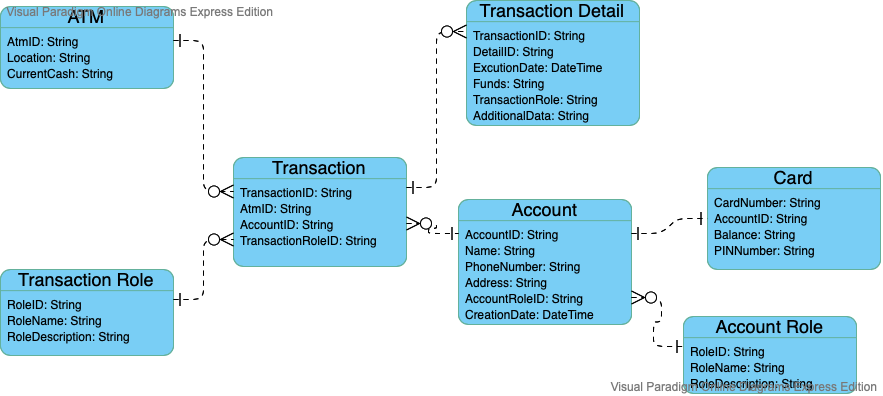 Visual Paradigm Online Diagrams Express Edition
ATM
AtmID: String
Location: String
CurrentCash: String
Transaction Detail
TransactionID: String
DetailID: String
ExcutionDate: DateTime
Funds: String
TransactionRole: String
AdditionalData: String
Transaction
TransactionID: String
AtmID: String
AccountID: String
TransactionRoleID: String
Account
AccountID: String
Name: String
PhoneNumber: String
Address: String
AccountRoleID: String
CreationDate: DateTime
Card
CardNumber: String
AccountID: String
Balance: String
PINNumber: String
Transaction Role
RoleID: String
RoleName: String
RoleDescription: String
Account Role
RoleID: String
RoleName: String
RoleDescription: String
Visual Paradigm Online Diagrams Express Edition